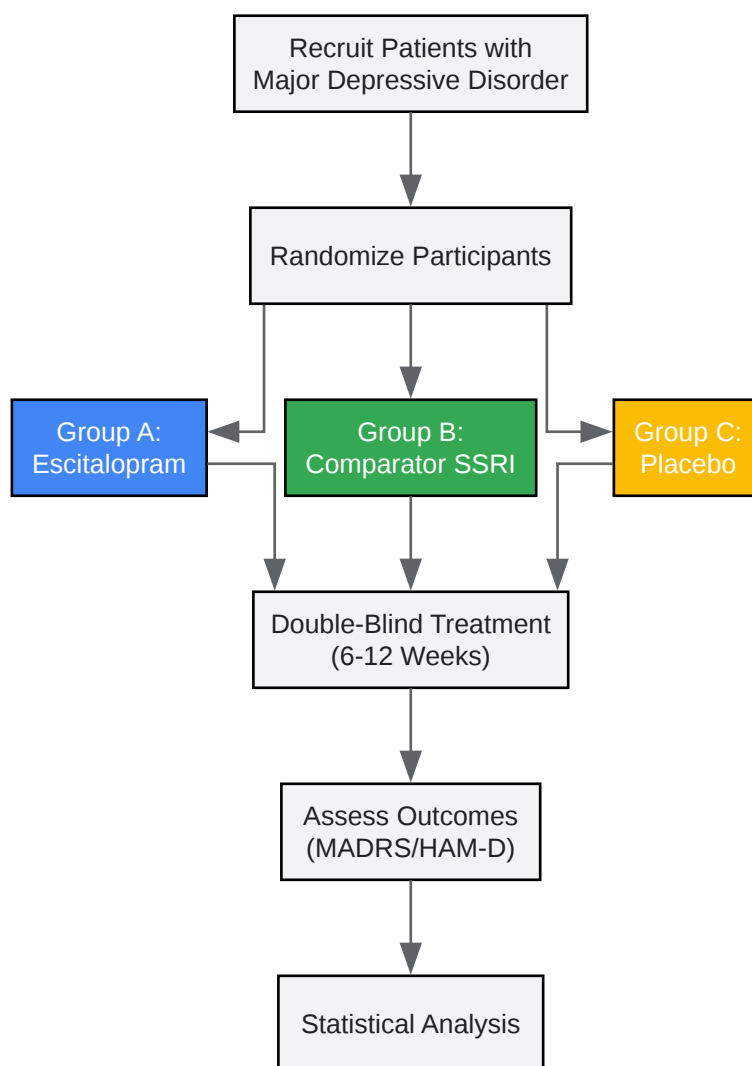 Recruit Patients with
Major Depressive Disorder
Randomize Participants
Group A:
Escitalopram
Group B:
Comparator SSRI
Group C:
Placebo
Double-Blind Treatment
(6-12 Weeks)
Assess Outcomes
(MADRS/HAM-D)
Statistical Analysis